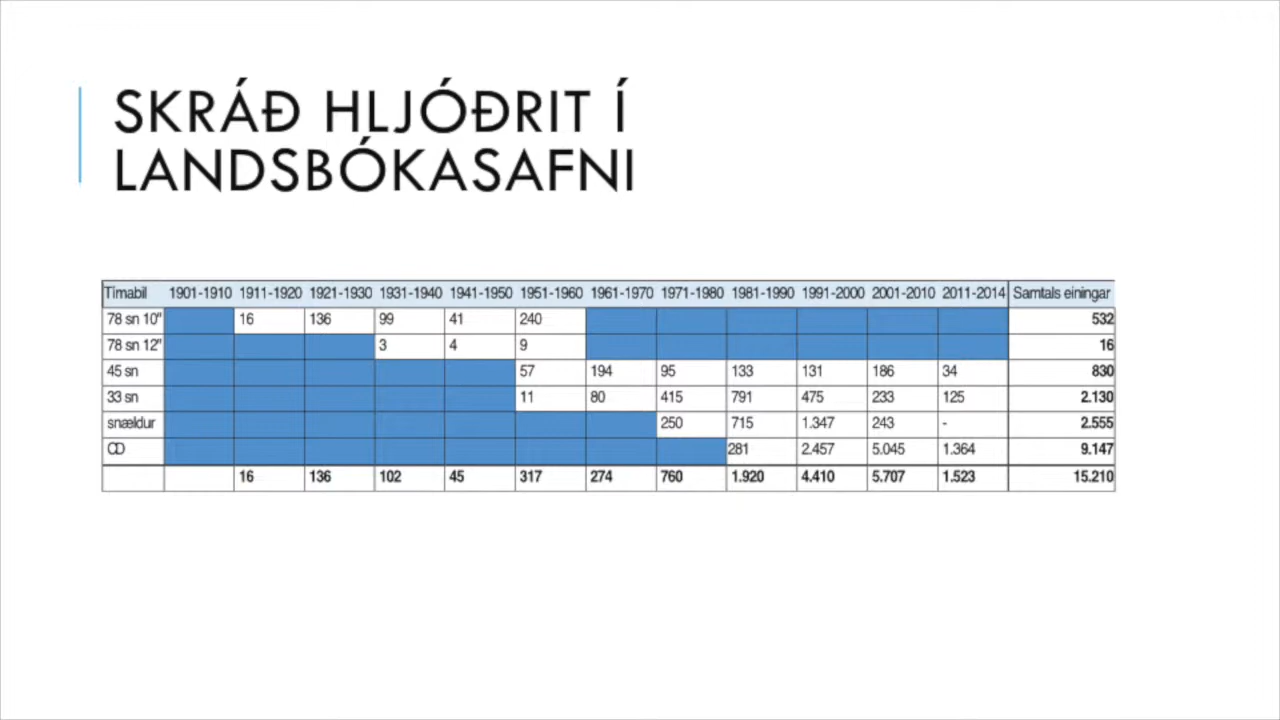 SKRÁÐ HLJÓÐRIT Í
LANDSBÓKASAFNI
Tímabil 1901-1910 1911-1920 1921-1930 1931-1940 1941-1950 1951-1960 1961-1970 1971-1980 1981-1990 1991-2000 2001-2010 2011-2014 Samtals einingar
78 sn 10" 16 136 99 41 240 532
78 sn 12" 3 4 9 16
45 sn 57 194 95 133 131 186 34 830
33 sn 11 80 415 791 475 233 125 2.130
snældur 250 715 1.347 243 - 2.555
CD 281 2.457 5.045 1.364 9.147
16 136 102 45 317 274 760 1.920 4.410 5.707 1.523 15.210